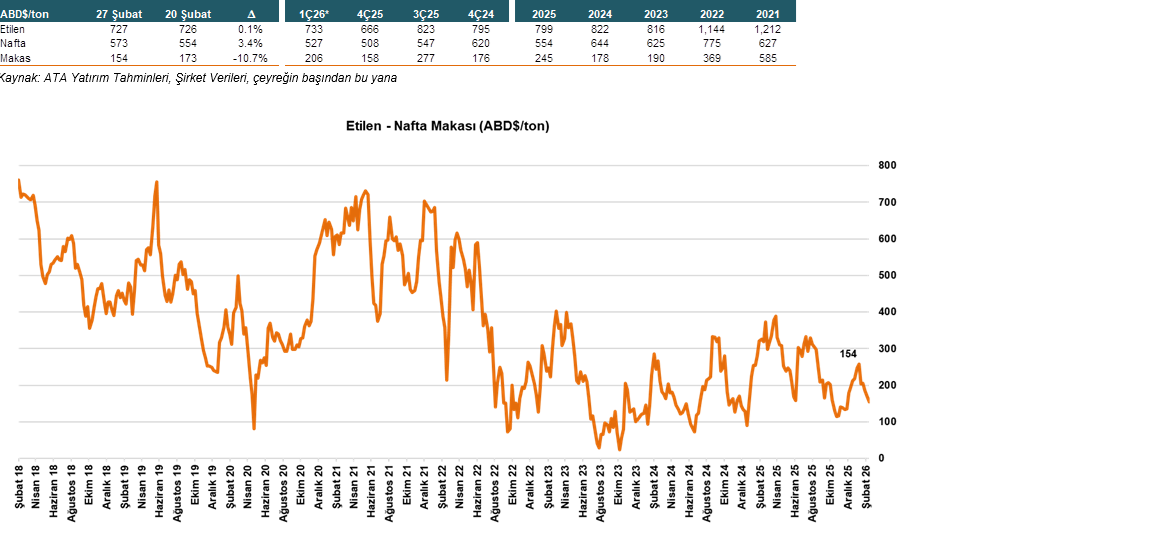 ABD$/ton 27 Şubat 20 Şubat Δ 1Ç26* 4Ç25 3Ç25 4Ç24 2025 2024 2023 2022 2021
Etilen 727 726 0.1% 733 666 823 795 799 822 816 1,144 1,212
Nafta 573 554 3.4% 527 508 547 620 554 644 625 775 627
Makas 154 173 -10.7% 206 158 277 176 245 178 190 369 585
Kaynak: ATA Yatırım Tahminleri, Şirket Verileri, çeyreğin başından bu yana
Etilen - Nafta Makası (ABD$/ton)
800
700
600
500
400
300
200
100
0
154
Şubat 18
Nisan 18
Haziran 18
Ağustos 18
Ekim 18
Aralık 18
Şubat 19
Nisan 19
Haziran 19
Ağustos 19
Ekim 19
Aralık 19
Şubat 20
Nisan 20
Haziran 20
Ağustos 20
Ekim 20
Aralık 20
Şubat 21
Nisan 21
Haziran 21
Ağustos 21
Ekim 21
Aralık 21
Şubat 22
Nisan 22
Haziran 22
Ağustos 22
Ekim 22
Aralık 22
Şubat 23
Nisan 23
Haziran 23
Ağustos 23
Ekim 23
Aralık 23
Şubat 24
Nisan 24
Haziran 24
Ağustos 24
Ekim 24
Aralık 24
Şubat 25
Nisan 25
Haziran 25
Ağustos 25
Ekim 25
Aralık 25
Şubat 26